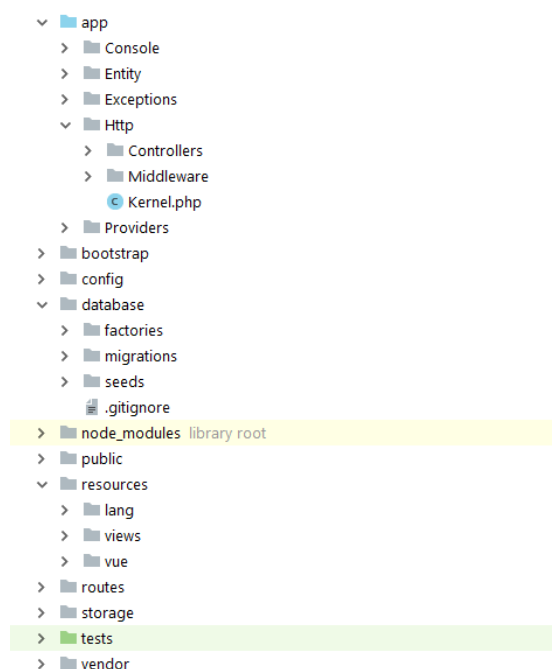 app
Console
Entity
Exceptions
Http
Controllers
Middleware
C Kernel.php
Providers
bootstrap
config
database
factories
migrations
seeds
.gitignore
node_modules library root
public
resources
lang
views
vue
routes
storage
tests
vendor